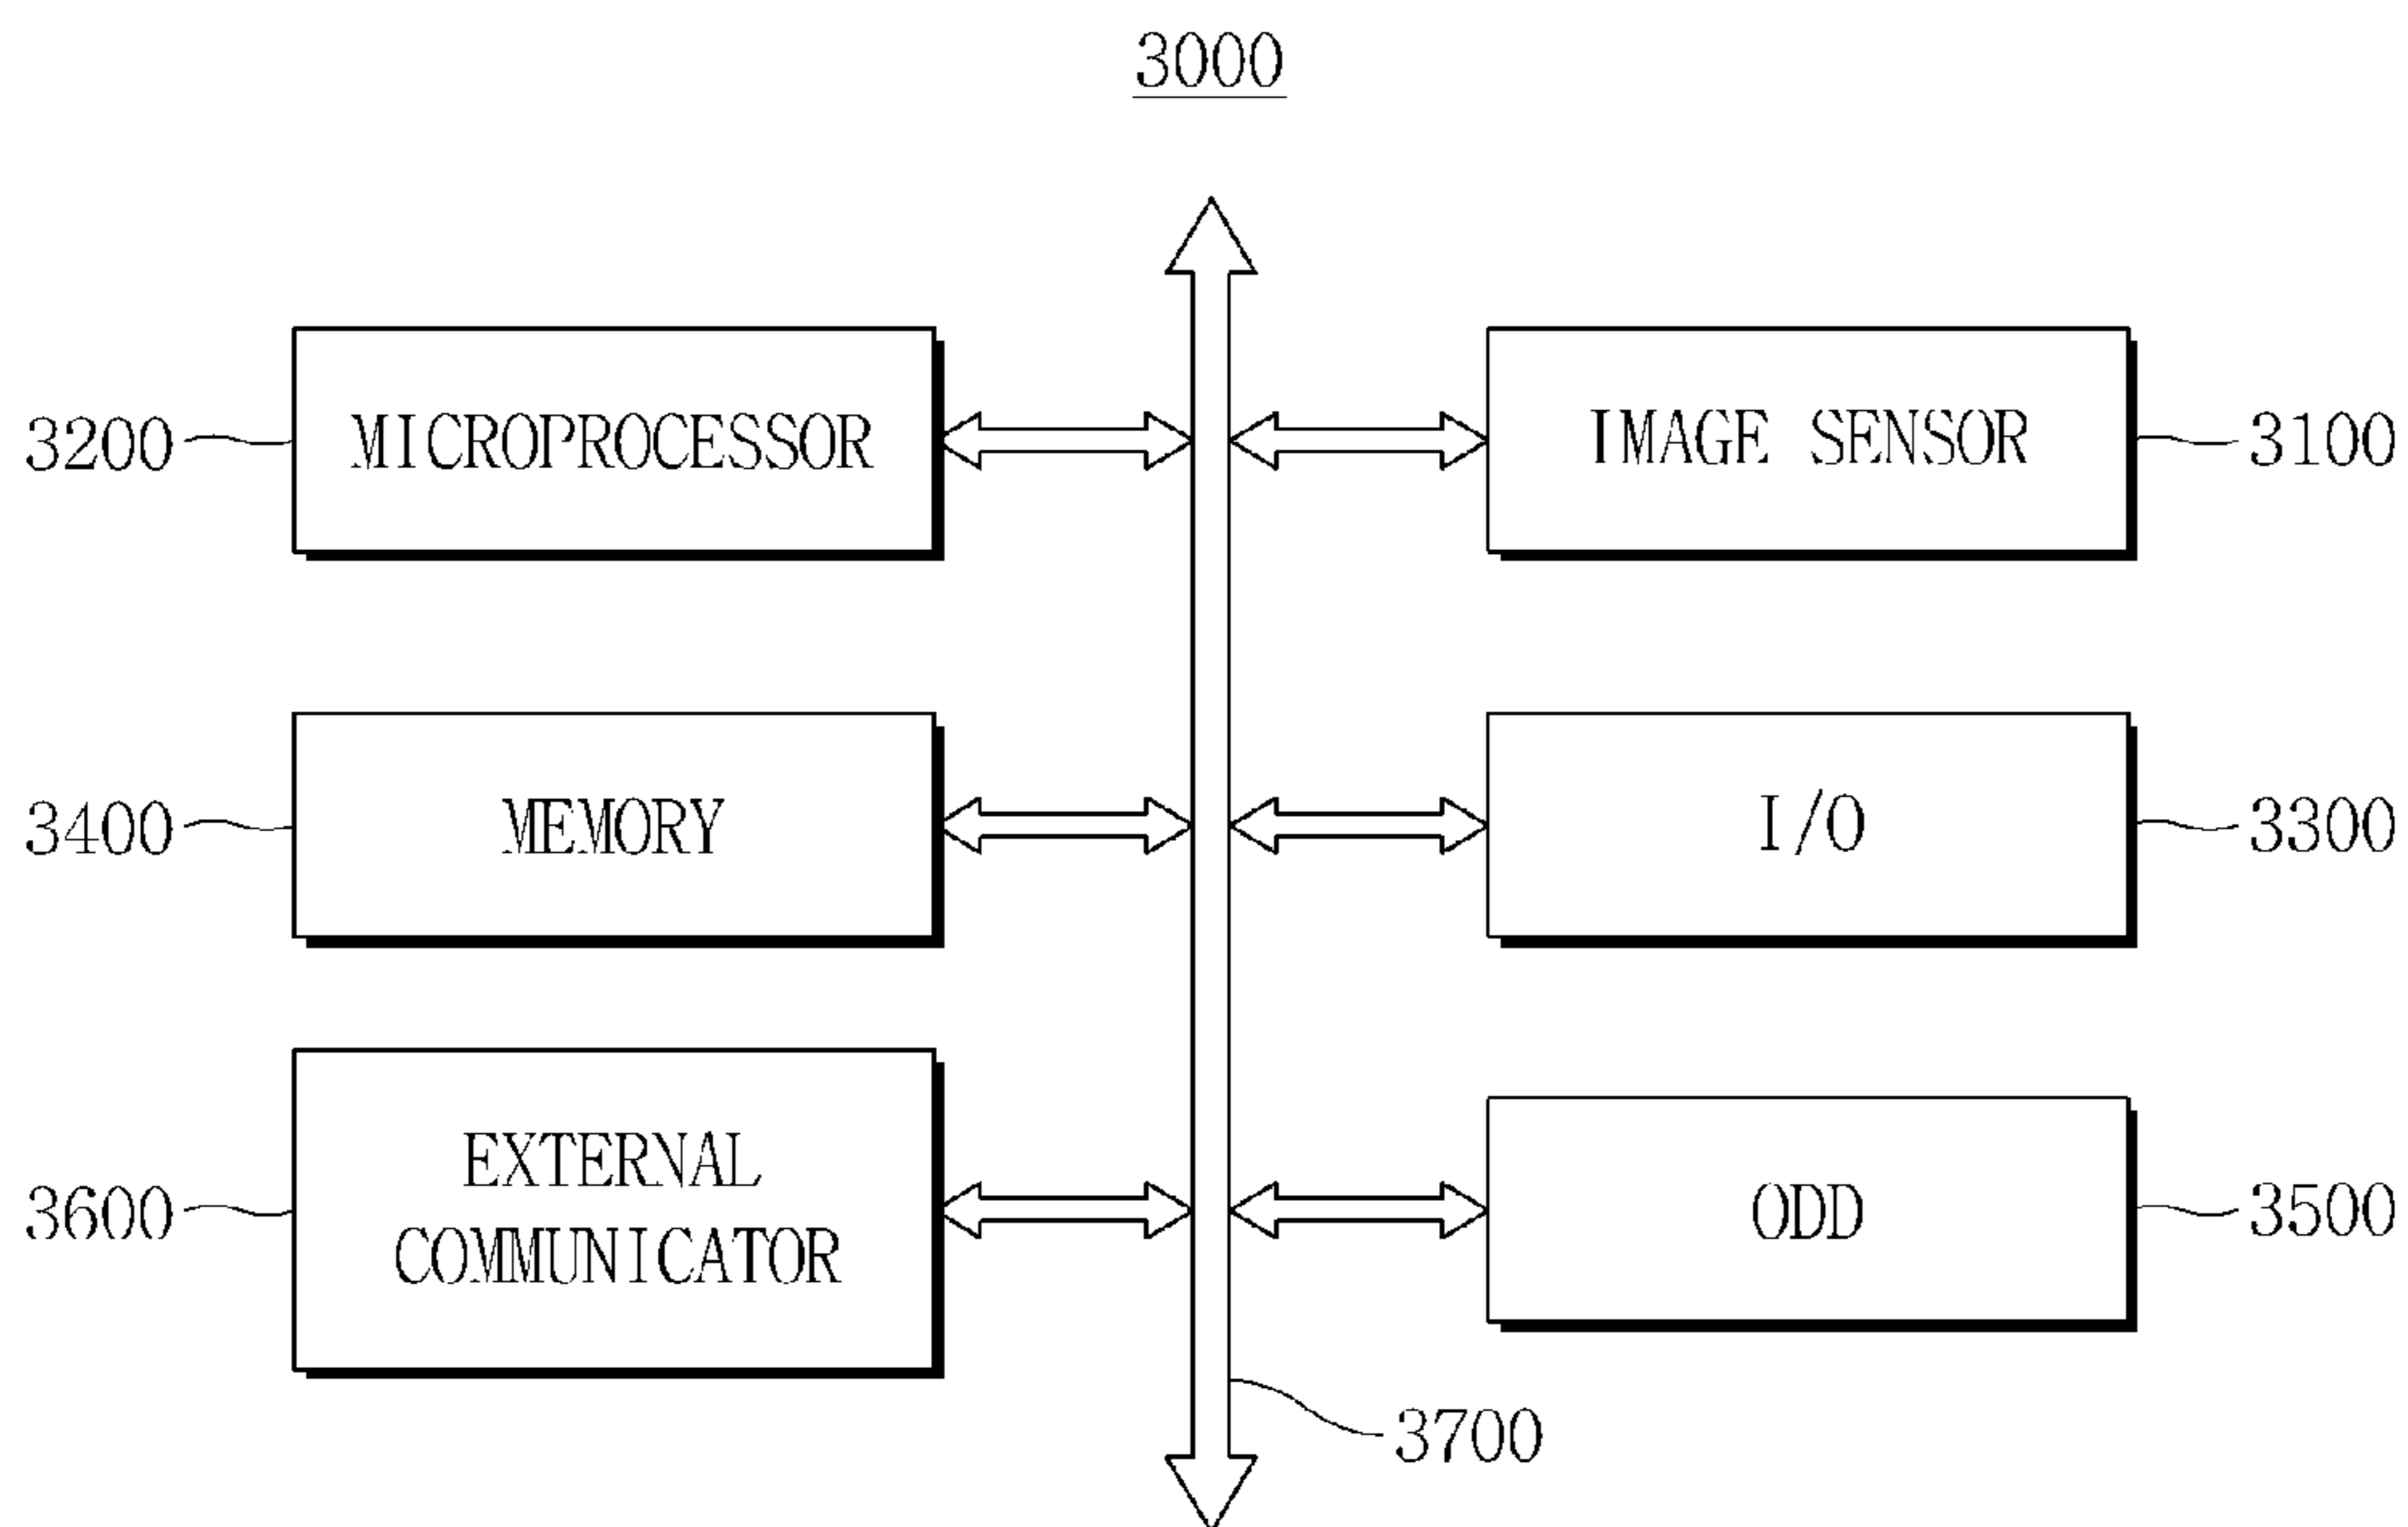 3000
3200
MICROPROCESSOR
IMAGE SENSOR
3100
3400
MEMORY
I/O
3300
3600
EXTERNAL
COMMUNICATOR
ODD
3500
3700